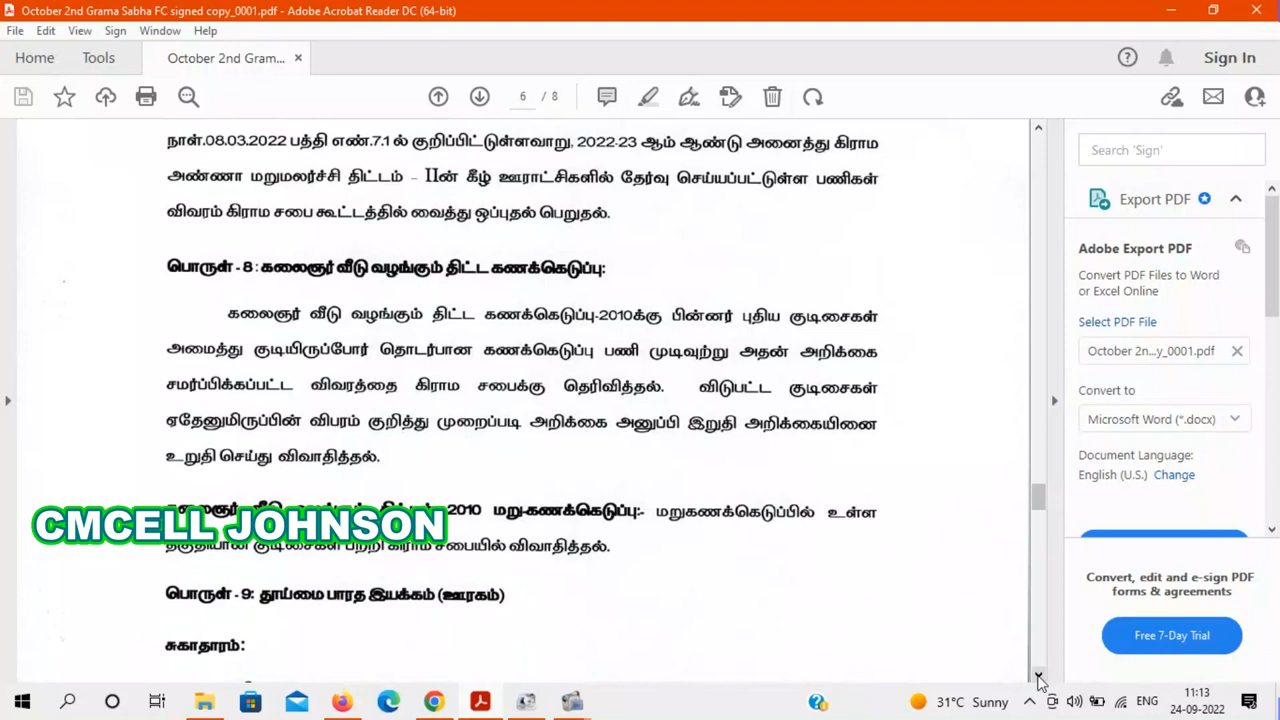 October 2nd Grama Sabha FC signed copy_0001.pdf - Adobe Acrobat Reader DC (64-bit)
File Edit View Sign Window Help
Home Tools October 2nd Gram... × Sign In
6 / 8
நாள்.08.03.2022 பத்தி எண்.7.1 ல் குறிப்பிட்டுள்ளவாறு, 2022-23 ஆம் ஆண்டு அனைத்து கிராம
அண்ணா மறுமலர்ச்சி திட்டம் - IIன் கீழ் ஊராட்சிகளில் தேர்வு செய்யப்பட்டுள்ள பணிகள்
விவரம் கிராம சபை கூட்டத்தில் வைத்து ஒப்புதல் பெறுதல்.
பொருள் - 8 : கலைஞர் வீடு வழங்கும் திட்ட கணக்கெடுப்பு:
கலைஞர் வீடு வழங்கும் திட்ட கணக்கெடுப்பு-2010க்கு பின்னர் புதிய குடிசைகள்
அமைத்து குடியிருப்போர் தொடர்பான கணக்கெடுப்பு பணி முடிவுற்று அதன் அறிக்கை
சமர்ப்பிக்கப்பட்ட விவரத்தை கிராம சபைக்கு தெரிவித்தல். விடுபட்ட குடிசைகள்
ஏதேனுமிருப்பின் விபரம் குறித்து முறைப்படி அறிக்கை அனுப்பி இறுதி அறிக்கையினை
உறுதி செய்து விவாதித்தல்.
2010 மறு-கணக்கெடுப்பு:- மறுகணக்கெடுப்பில் உள்ள
CMCELL JOHNSON
குடிசைகள் பற்றி கிராம சபையில் விவாதித்தல்.
பொருள் - 9: தூய்மை பாரத இயக்கம் (ஊரகம்)
சுகாதாரம்:
Search 'Sign'
Export PDF
Adobe Export PDF
Convert PDF Files to Word
or Excel Online
Select PDF File
October 2n...y_0001.pdf ×
Convert to
Microsoft Word (*.docx)
Document Language:
English (U.S.) Change
Convert, edit and e-sign PDF
forms & agreements
Free 7-Day Trial
31°C Sunny ENG 11:13
24-09-2022